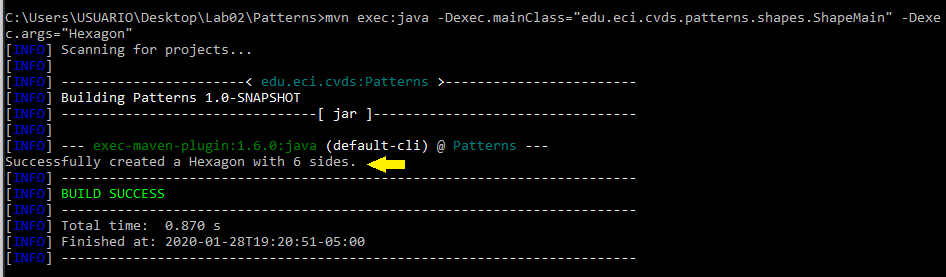 C:\Users\USUARIO\Desktop\Lab02\Patterns>mvn exec:java -Dexec.mainClass="edu.eci.cvds.patterns.shapes.ShapeMain" -Dexe
c.args="Hexagon"
[INFO] Scanning for projects...
[INFO]
[INFO] -----------------------< edu.eci.cvds:Patterns >------------------------
[INFO] Building Patterns 1.0-SNAPSHOT
[INFO] --------------------------------[ jar ]---------------------------------
[INFO]
[INFO] --- exec-maven-plugin:1.6.0:java (default-cli) @ Patterns ---
Successfully created a Hexagon with 6 sides.
[INFO] ------------------------------------------------------------------------
[INFO] BUILD SUCCESS
[INFO] ------------------------------------------------------------------------
[INFO] Total time:  0.870 s
[INFO] Finished at: 2020-01-28T19:20:51-05:00
[INFO] ------------------------------------------------------------------------